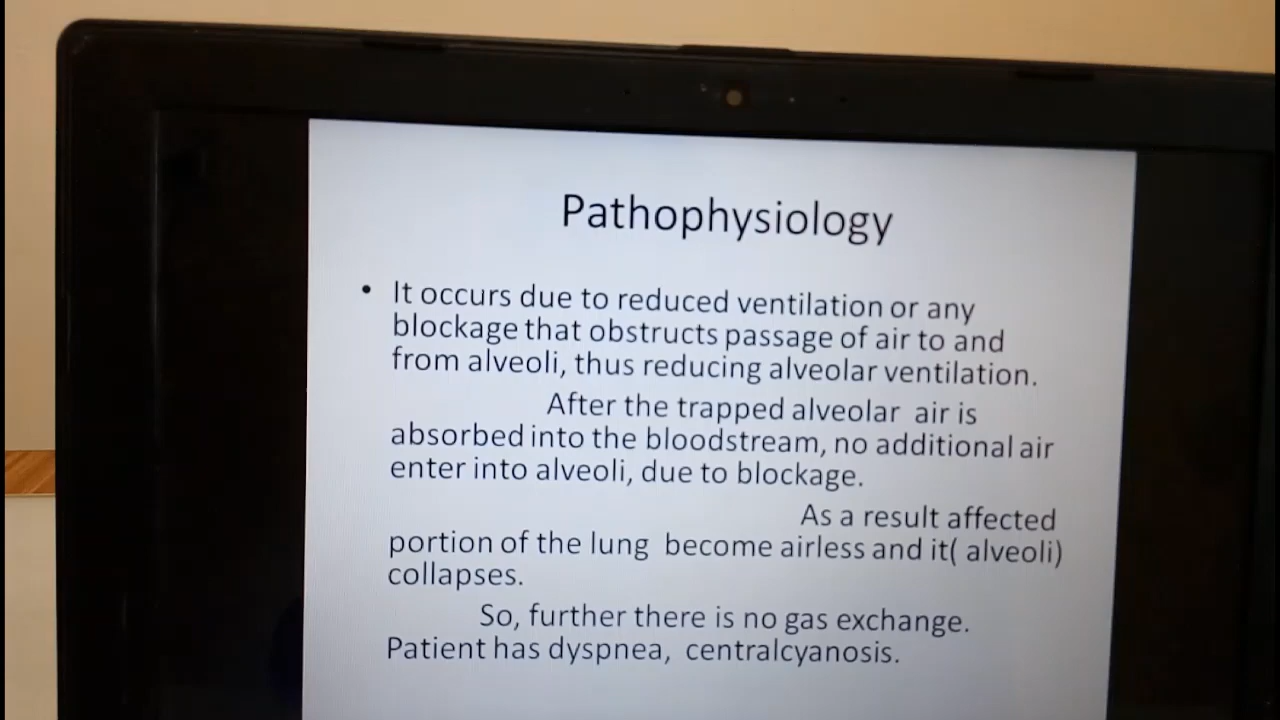 Pathophysiology
• It occurs due to reduced ventilation or any
blockage that obstructs passage of air to and
from alveoli, thus reducing alveolar ventilation.
After the trapped alveolar air is
absorbed into the bloodstream, no additional air
enter into alveoli, due to blockage.
As a result affected
portion of the lung become airless and it( alveoli)
collapses.
So, further there is no gas exchange.
Patient has dyspnea, centralcyanosis.